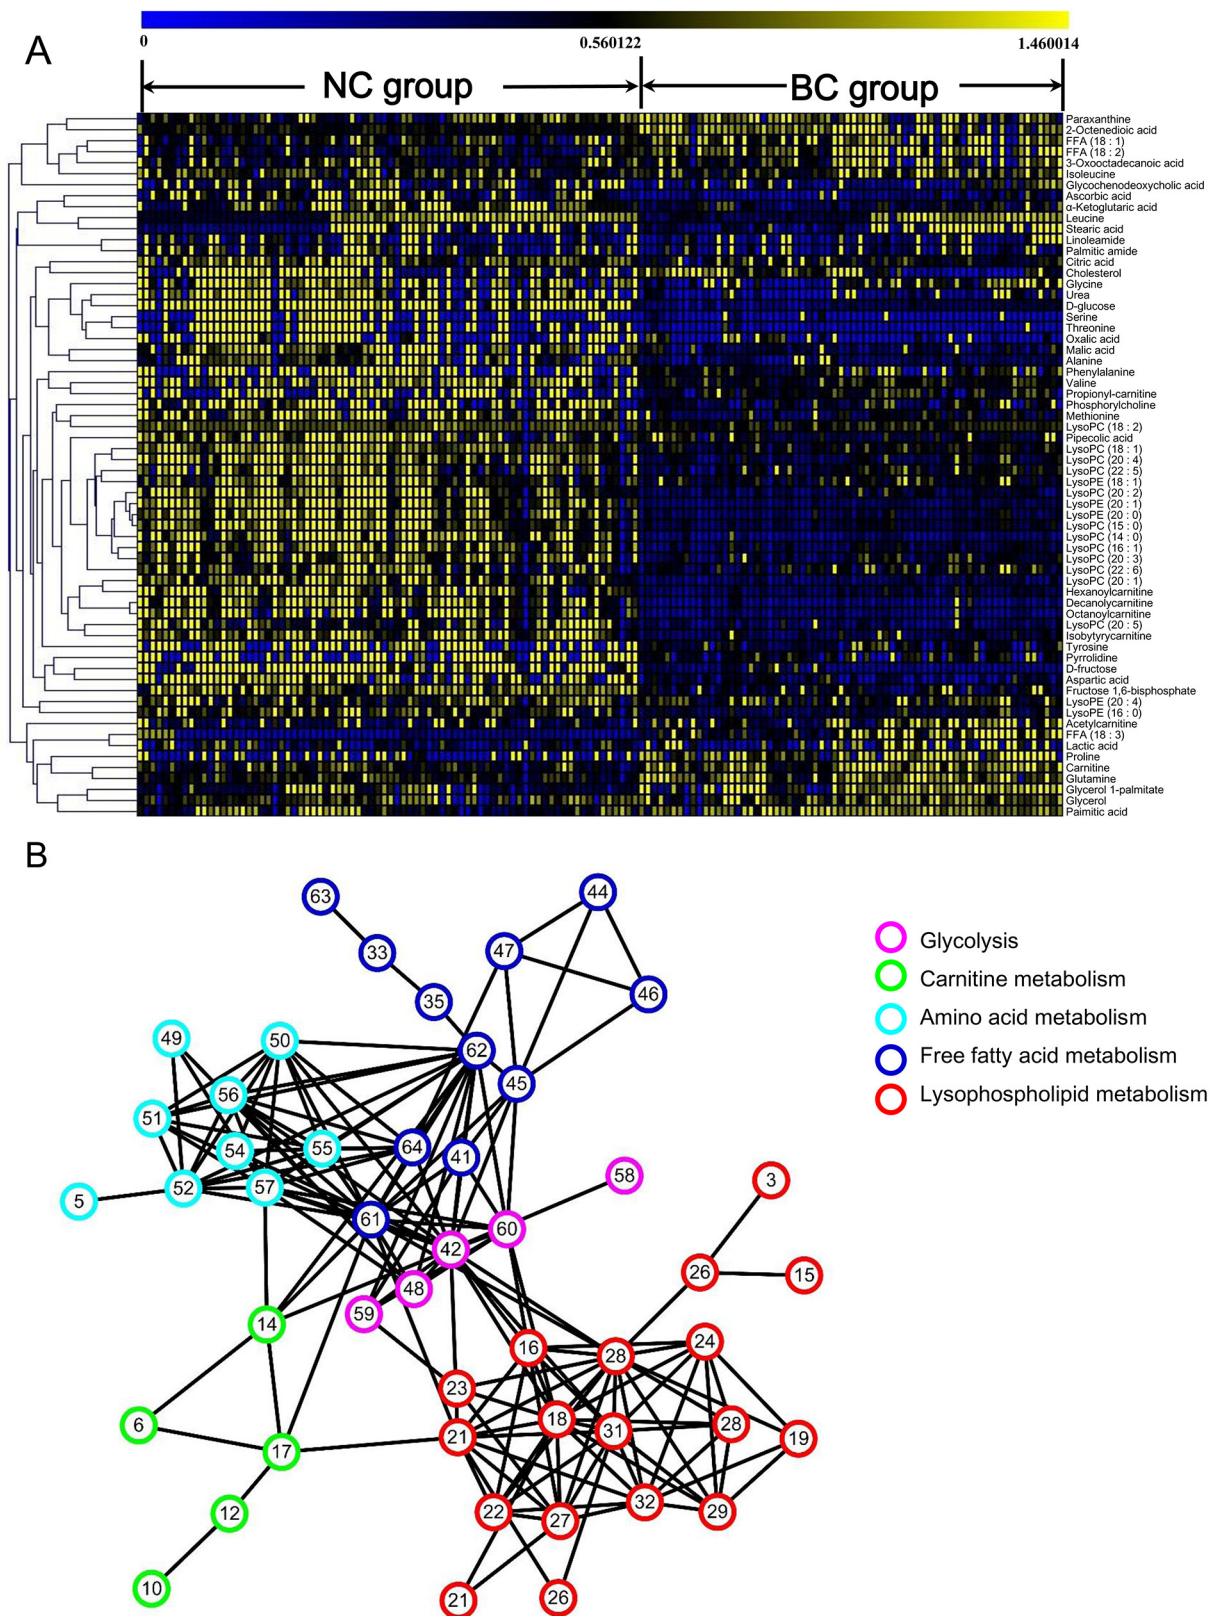 A
0 0.560122 1.460014
NC group BC group
Paraxanthine
2-Octenedioic acid
FFA (18 : 1)
FFA (18 : 2)
3-Oxooctadecanoic acid
Isoleucine
Glycochenodeoxycholic acid
Ascorbic acid
α-Ketoglutaric acid
Leucine
Stearic acid
Linoleamide
Palmitic amide
Citric acid
Cholesterol
Glycine
Urea
D-glucose
Serine
Threonine
Oxalic acid
Malic acid
Alanine
Phenylalanine
Valine
Propionyl-carnitine
Phosphorylcholine
Methionine
LysoPC (18 : 2)
Pipecolic acid
LysoPC (18 : 1)
LysoPC (20 : 4)
LysoPC (22 : 5)
LysoPE (18 : 1)
LysoPC (20 : 2)
LysoPE (20 : 1)
LysoPE (20 : 0)
LysoPC (15 : 0)
LysoPC (14 : 0)
LysoPC (16 : 1)
LysoPC (20 : 3)
LysoPC (22 : 6)
LysoPC (20 : 1)
Hexanoylcarnitine
Decanolycarnitine
Octanoylcarnitine
LysoPC (20 : 5)
Isobytyrycarnitine
Tyrosine
Pyrrolidine
D-fructose
Aspartic acid
Fructose 1,6-bisphosphate
LysoPE (20 : 4)
LysoPE (16 : 0)
Acetylcarnitine
FFA (18 : 3)
Lactic acid
Proline
Carnitine
Glutamine
Glycerol 1-palmitate
Glycerol
Paimitic acid
B
63
44
33
47
46
35
49
50
62
45
56
51
54
55
64
41
5
52
57
58
3
61
60
42
26
15
48
59
14
16
28
24
23
6
17
21
18
31
28
19
12
22
27
32
29
10
21
26
Glycolysis
Carnitine metabolism
Amino acid metabolism
Free fatty acid metabolism
Lysophospholipid metabolism